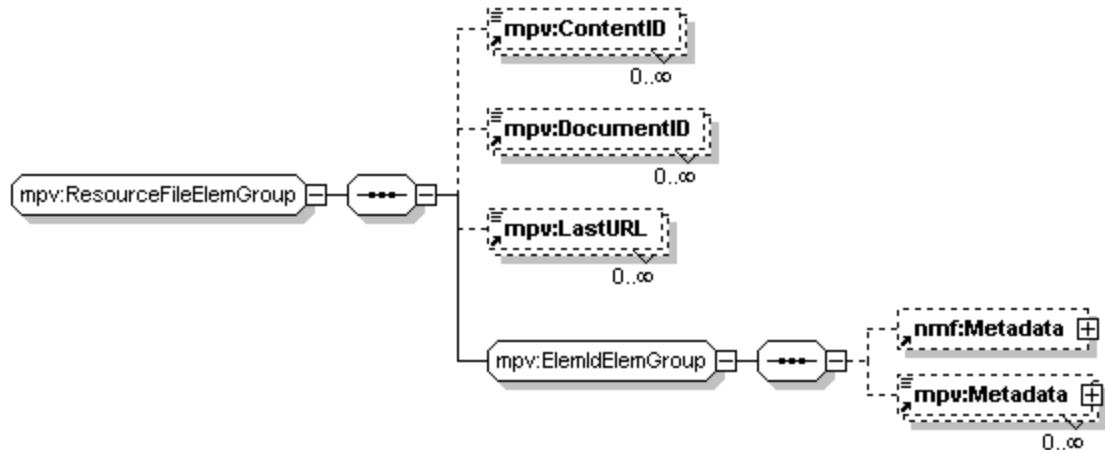 mpv:ContentID
0..∞
mpv:DocumentID
0..∞
mpv:ResourceFileElemGroup
mpv:LastURL
0..∞
nmf:Metadata
mpv:ElemIdElemGroup
mpv:Metadata
0..∞